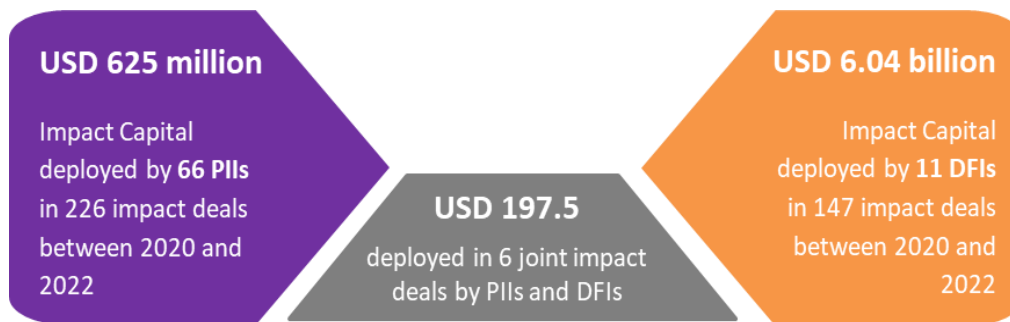 USD 625 million
Impact Capital
deployed by 66 PIIs
in 226 impact deals
between 2020 and
2022
USD 197.5
deployed in 6 joint impact
deals by PIIs and DFIs
USD 6.04 billion
Impact Capital
deployed by 11 DFIs
in 147 impact deals
between 2020 and
2022